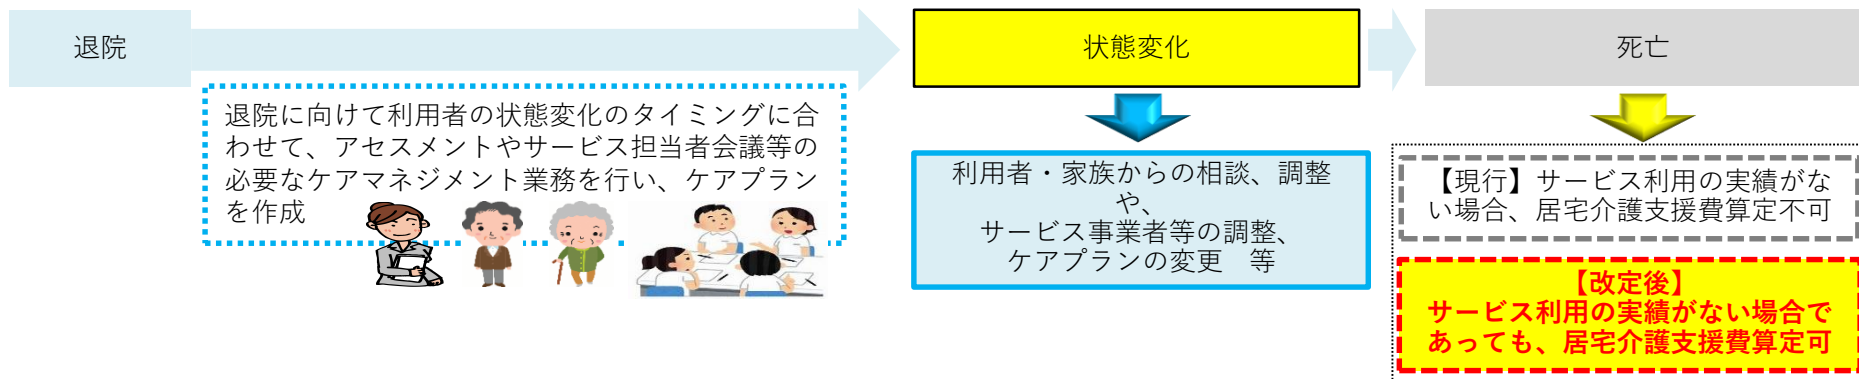 退院
状態変化
死亡
退院に向けて利用者の状態変化のタイミングに合
わせて、アセスメントやサービス担当者会議等の
必要なケアマネジメント業務を行い、ケアプラン
を作成
利用者・家族からの相談、調整
や、
サービス事業者等の調整、
ケアプランの変更　等
【現行】サービス利用の実績がな
い場合、居宅介護支援費算定不可
【改定後】
サービス利用の実績がない場合で
あっても、居宅介護支援費算定可